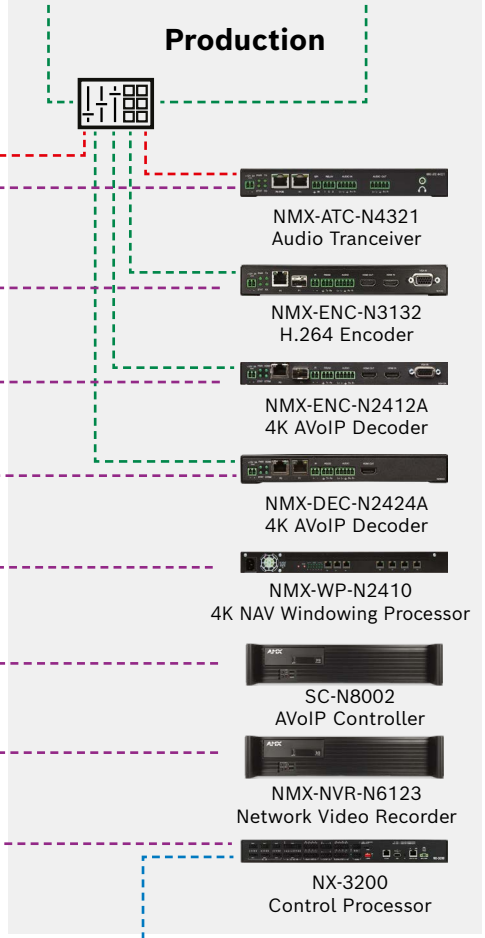 Production
NMX-ATC-N4321
Audio Tranceiver
NMX-ENC-N3132
H.264 Encoder
NMX-ENC-N2412A
4K AVoIP Decoder
NMX-DEC-N2424A
4K AVoIP Decoder
NMX-WP-N2410
4K NAV Windowing Processor
AMX
SC-N8002
AVoIP Controller
AMX
NMX-NVR-N6123
Network Video Recorder
NX-3200
Control Processor